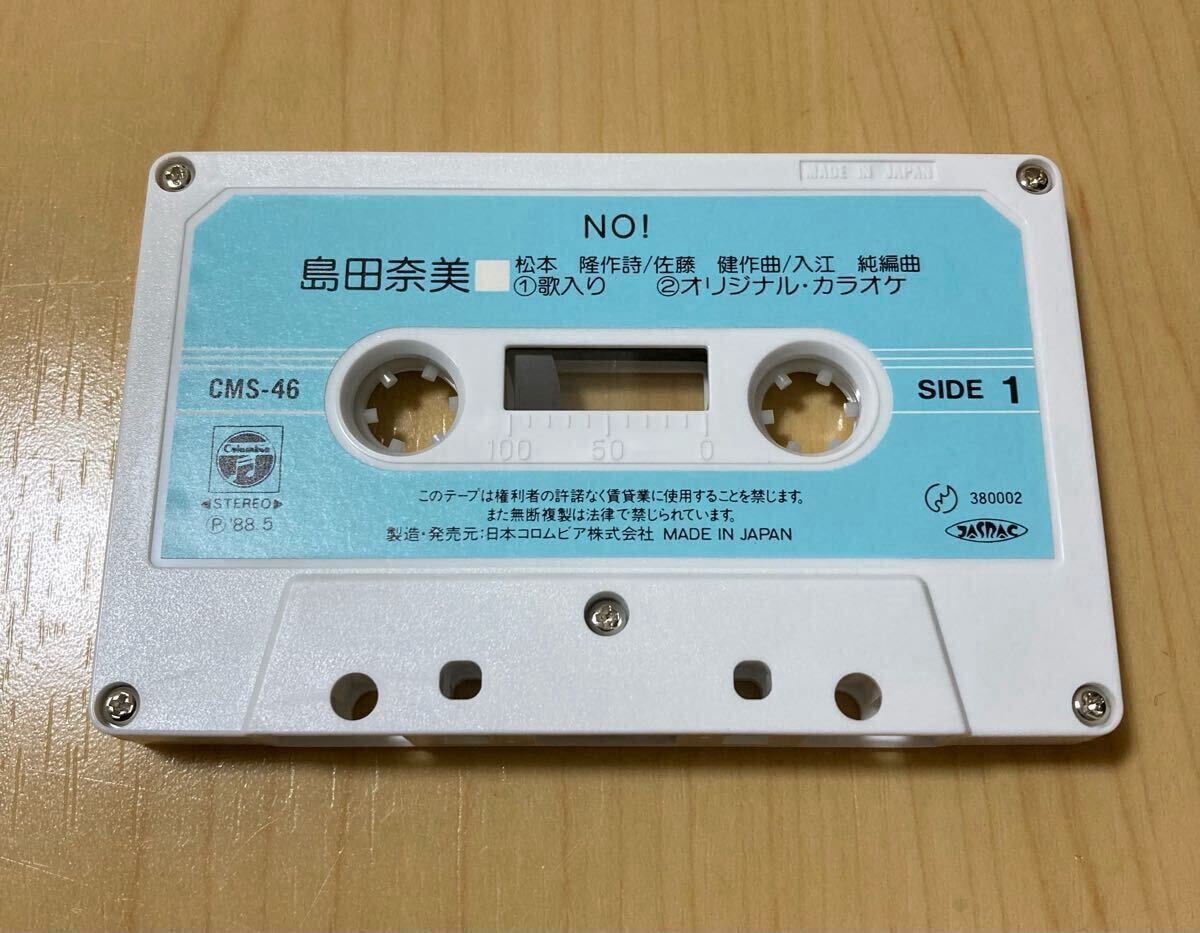 MADE IN JAPAN
NO!
島田奈美
松本 隆作詩/佐藤 健作曲/入江 純編曲
①歌入り ②オリジナル・カラオケ
CMS-46
SIDE 1
100 50 0
Columbia
◀STEREO▶
Ⓟ'88.5
このテープは権利者の許諾なく賃貸業に使用することを禁じます。
また無断複製は法律で禁じられています。
製造・発売元:日本コロムビア株式会社 MADE IN JAPAN
380002
JASRAC